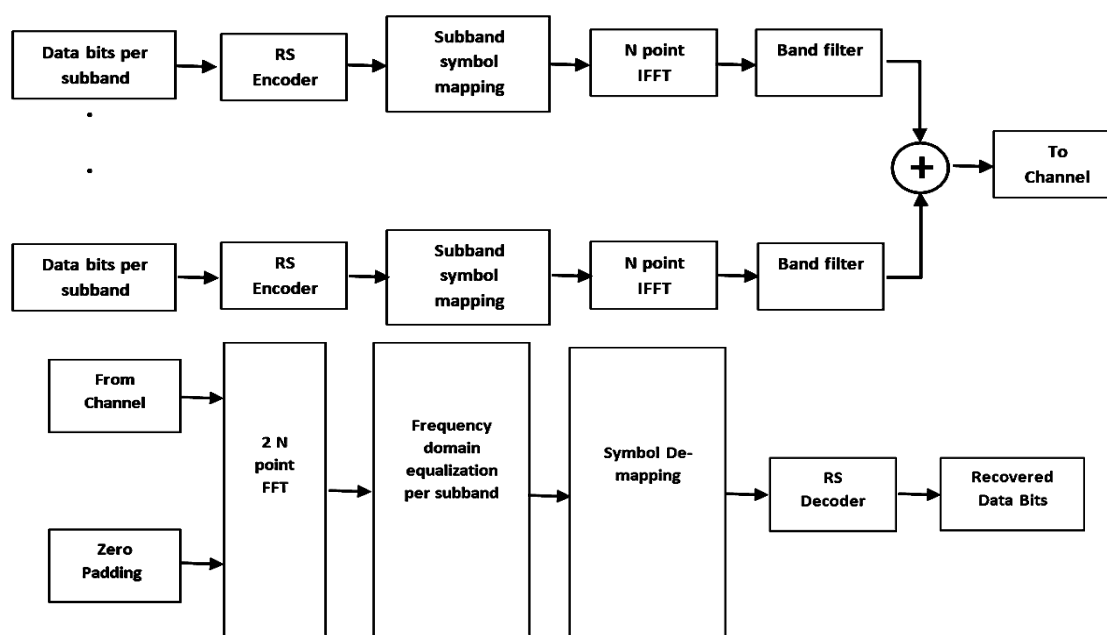 Data bits per
subband
RS
Encoder
Subband
symbol
mapping
N point
IFFT
Band filter
+
To
Channel
Data bits per
subband
RS
Encoder
Subband
symbol
mapping
N point
IFFT
Band filter
From
Channel
Zero
Padding
2 N
point
FFT
Frequency
domain
equalization
per subband
Symbol De-
mapping
RS
Decoder
Recovered
Data Bits